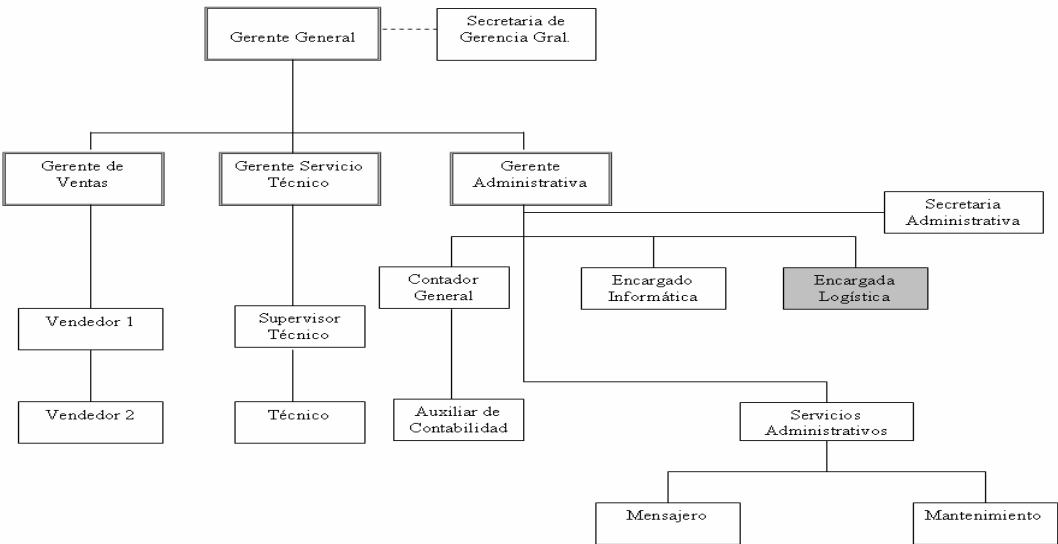 Gerente General
Secretaria de
Gerencia Gral.
Gerente de
Ventas
Gerente Servicio
Técnico
Gerente
Administrativa
Secretaria
Administrativa
Contador
General
Encargado
Informática
Encargada
Logística
Vendedor 1
Supervisor
Técnico
Vendedor 2
Técnico
Auxiliar de
Contabilidad
Servicios
Administrativos
Mensajero
Mantenimiento